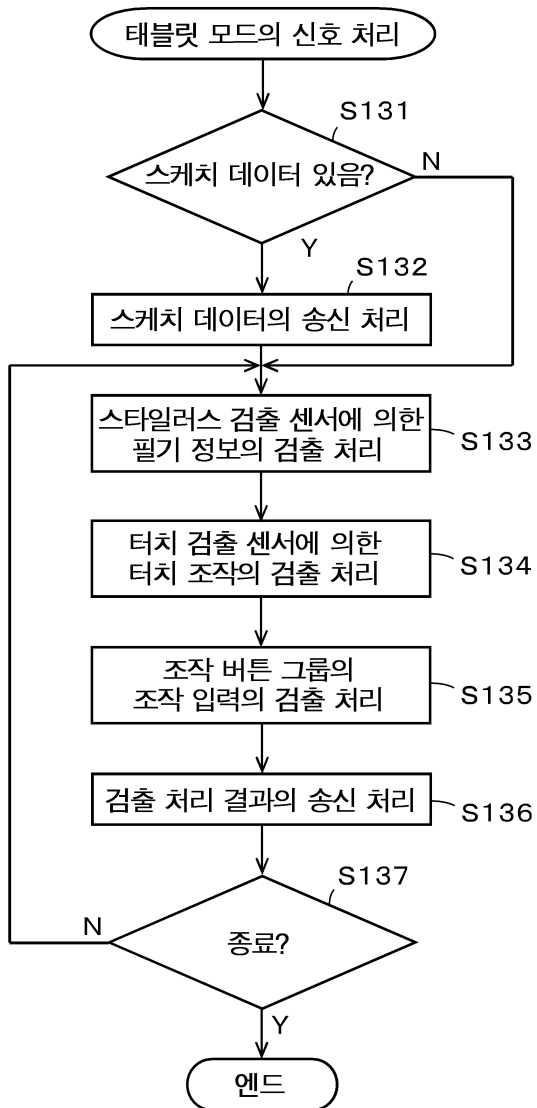 태블릿 모드의 신호 처리
S131
스케치 데이터 있음?
N
Y
S132
스케치 데이터의 송신 처리
스타일러스 검출 센서에 의한
필기 정보의 검출 처리
S133
터치 검출 센서에 의한
터치 조작의 검출 처리
S134
조작 버튼 그룹의
조작 입력의 검출 처리
S135
검출 처리 결과의 송신 처리
S136
S137
종료?
N
Y
엔드